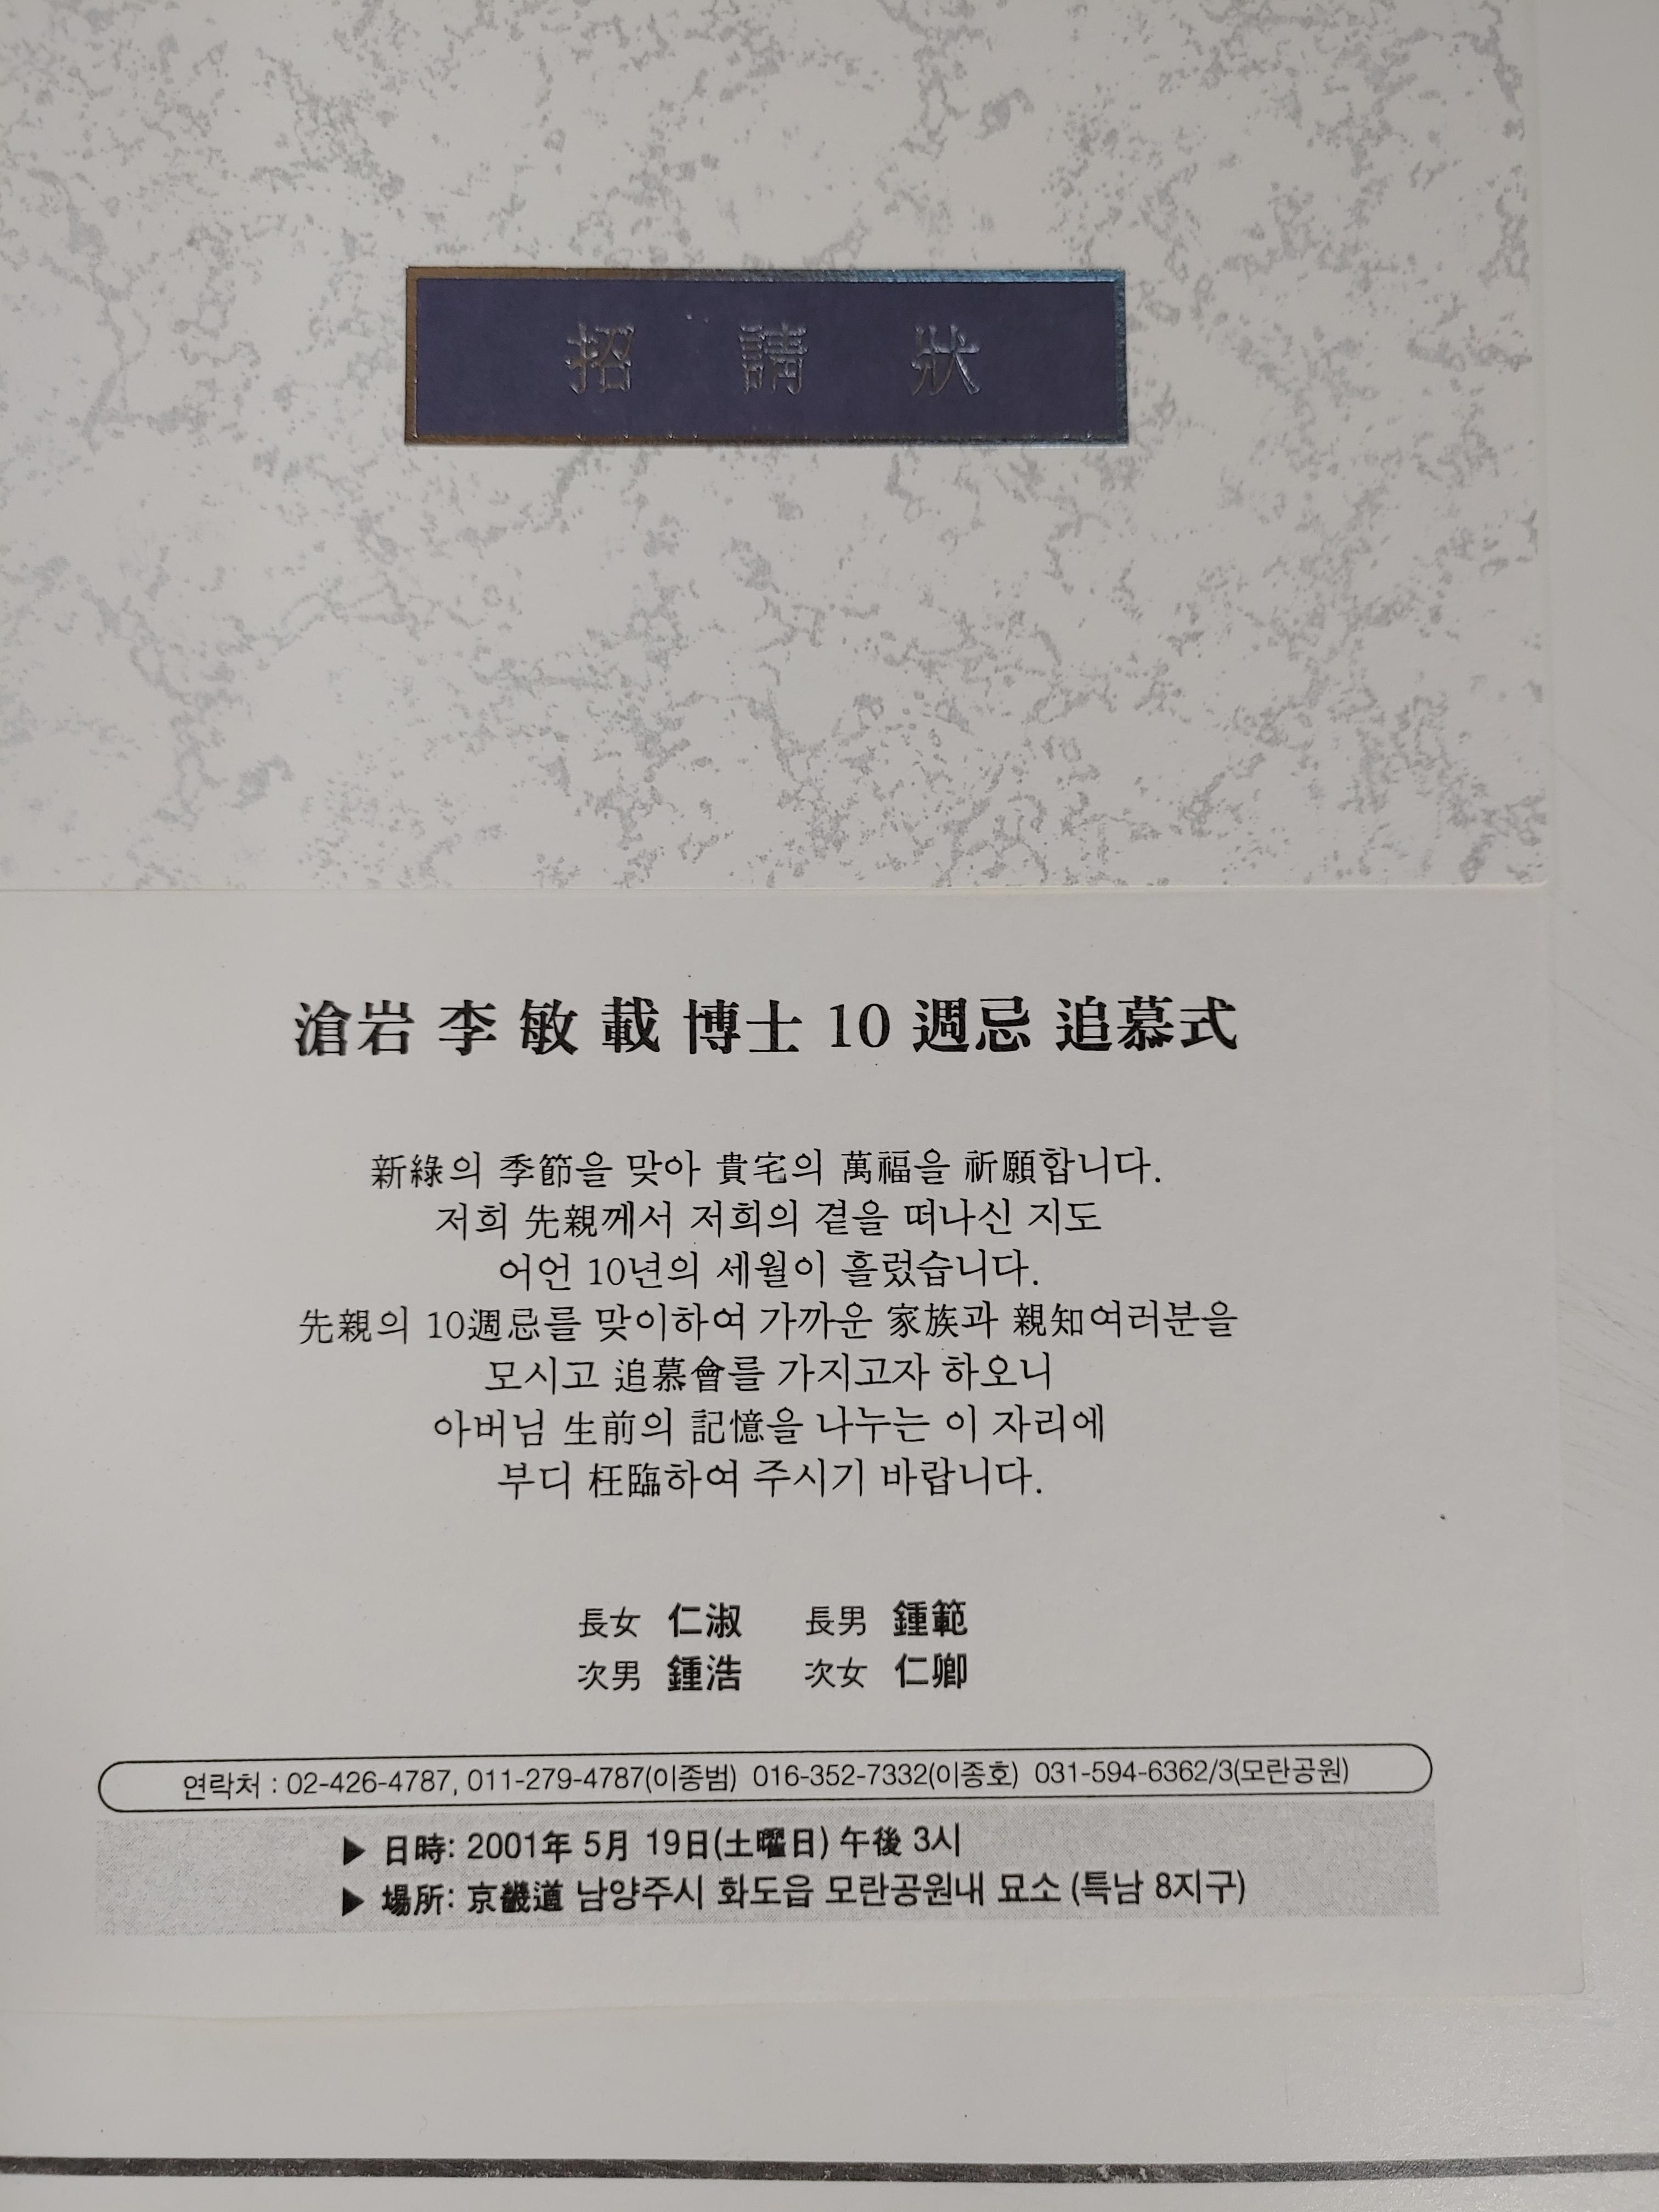 招 請 狀
滄岩 李 敏 載 博士 10 週忌 追慕式
新綠의 季節을 맞아 貴宅의 萬福을 祈願합니다.
저희 先親께서 저희의 곁을 떠나신 지도
어언 10년의 세월이 흘렀습니다.
先親의 10週忌를 맞이하여 가까운 家族과 親知여러분을
모시고 追慕會를 가지고자 하오니
아버님 生前의 記憶을 나누는 이 자리에
부디 枉臨하여 주시기 바랍니다.
長女 仁淑 長男 鍾範
次男 鍾浩 次女 仁卿
연락처 : 02-426-4787, 011-279-4787(이종범) 016-352-7332(이종호) 031-594-6362/3(모란공원)
▶ 日時: 2001年 5月 19日(土曜日) 午後 3시
▶ 場所: 京畿道 남양주시 화도읍 모란공원내 묘소 (특남 8지구)